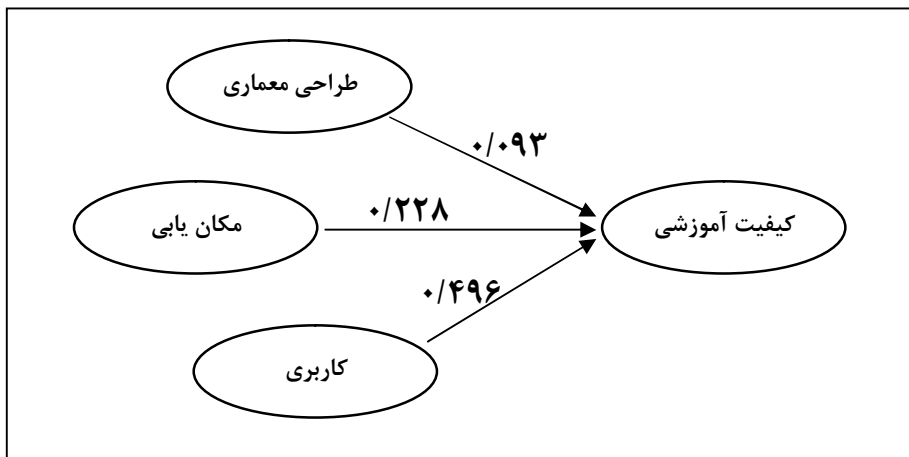 طراحی معماری
۰/۰۹۳
مکان یابی
۰/۲۲۸
کیفیت آموزشی
۰/۴۹۶
کاربری